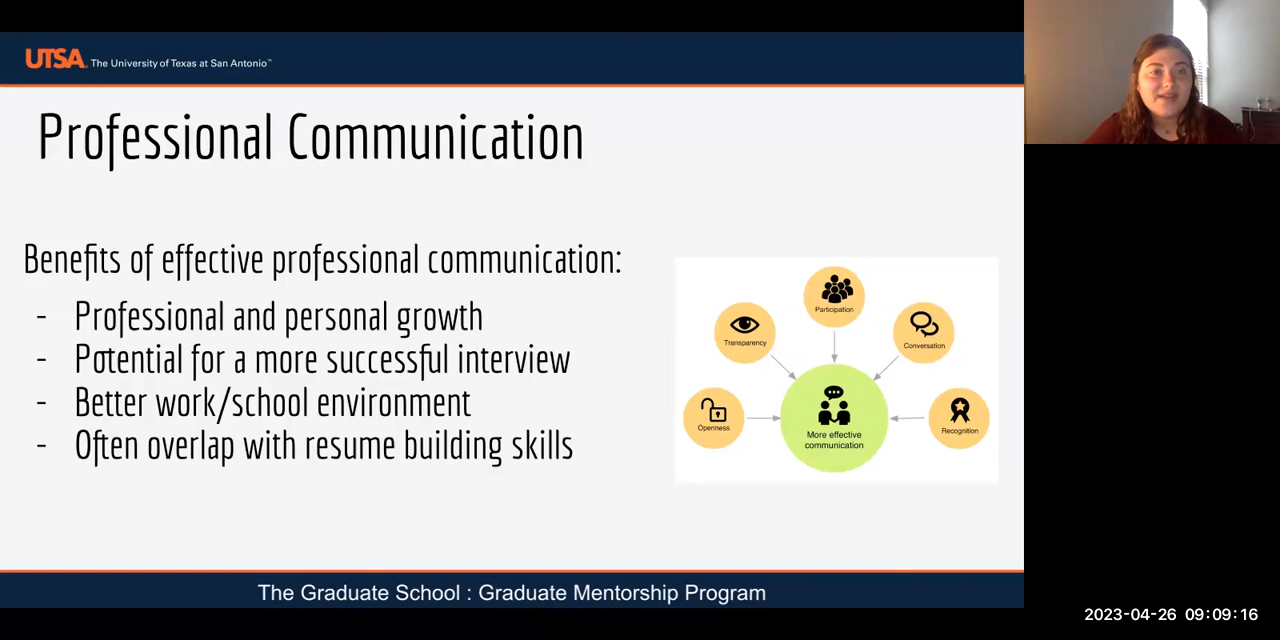 UTSA The University of Texas at San Antonio™
Professional Communication
Benefits of effective professional communication:
- Professional and personal growth
- Potential for a more successful interview
- Better work/school environment
- Often overlap with resume building skills
Participation
Transparency
Conversation
Openness
More effective
communication
Recognition
The Graduate School : Graduate Mentorship Program
2023-04-26 09:09:16